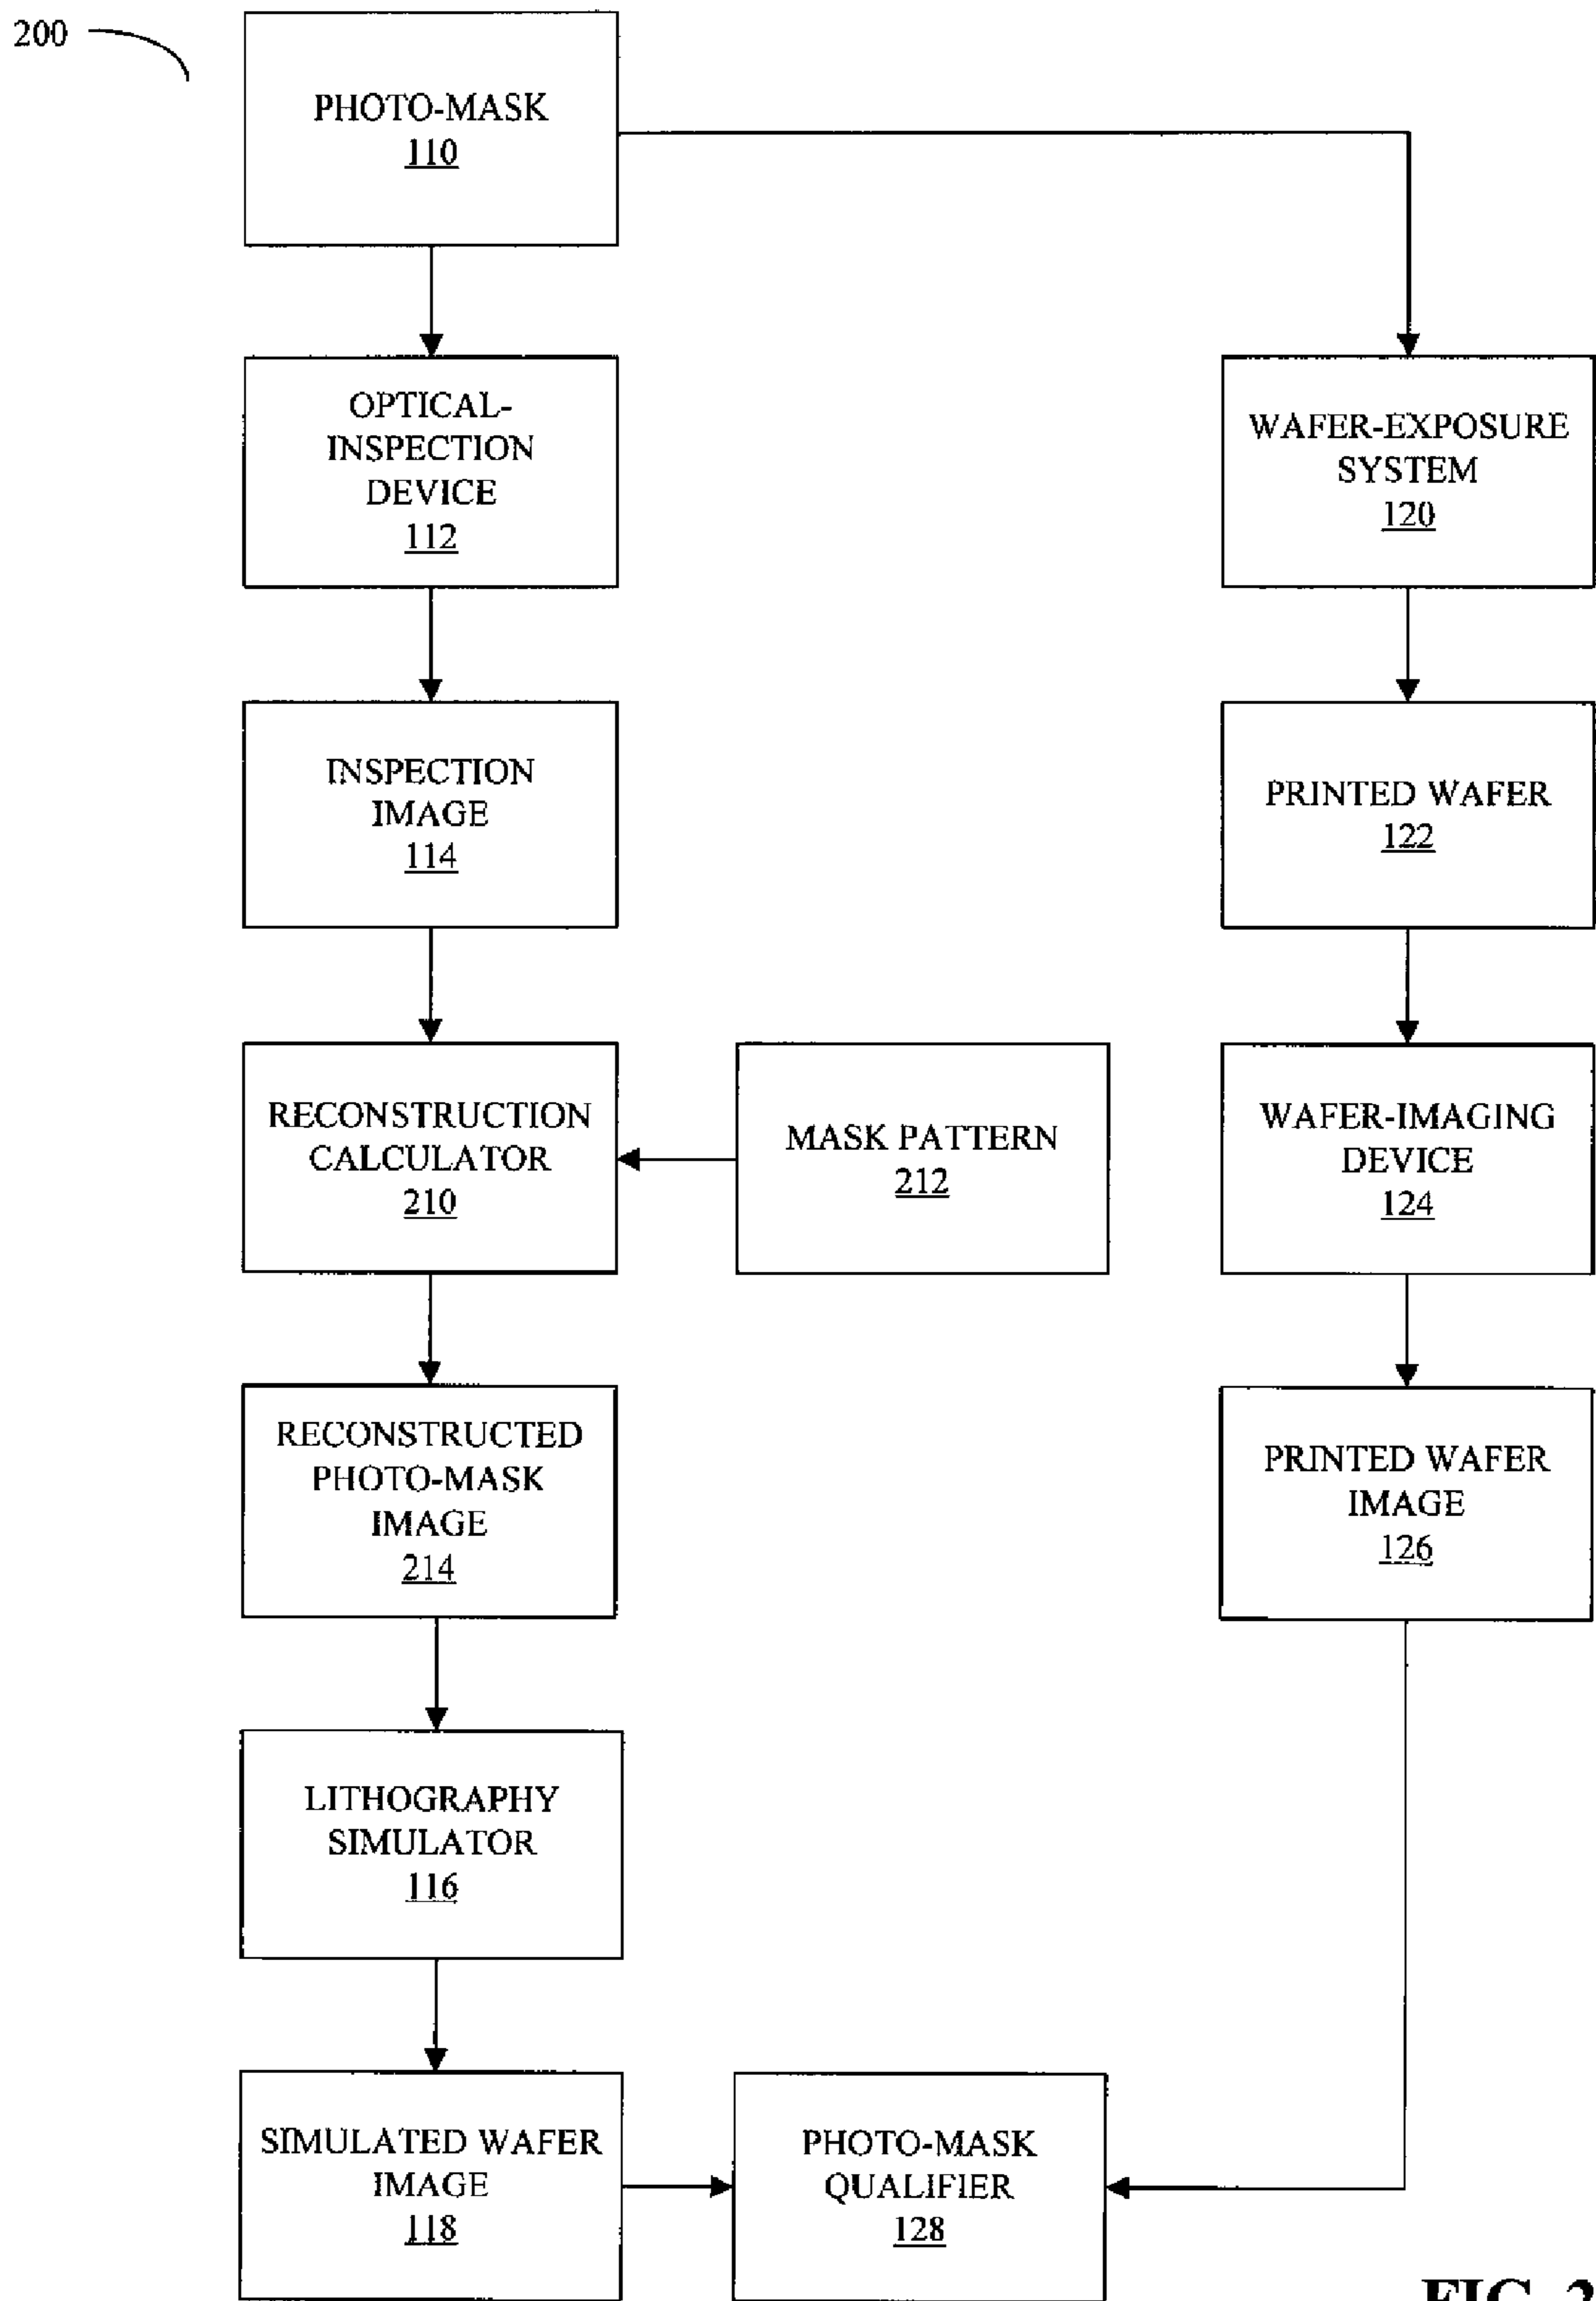 200
PHOTO-MASK
110
OPTICAL-
INSPECTION
DEVICE
112
WAFER-EXPOSURE
SYSTEM
120
INSPECTION
IMAGE
114
PRINTED WAFER
122
RECONSTRUCTION
CALCULATOR
210
MASK PATTERN
212
WAFER-IMAGING
DEVICE
124
RECONSTRUCTED
PHOTO-MASK
IMAGE
214
PRINTED WAFER
IMAGE
126
LITHOGRAPHY
SIMULATOR
116
SIMULATED WAFER
IMAGE
118
PHOTO-MASK
QUALIFIER
128
FIG. 2